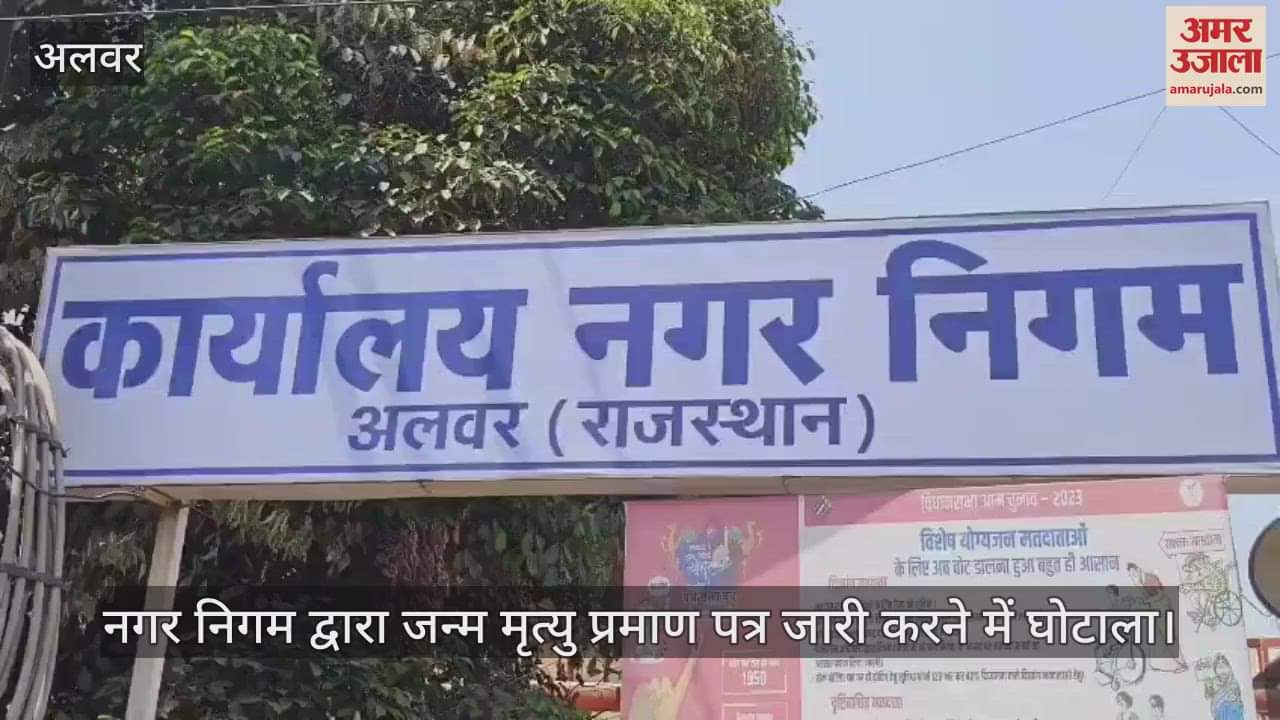 अलवर
अमर
उजाला
amarujala.com
कार्यालय नगर निगम
अलवर (राजस्थान)
विधानसभा आम चुनाव - 2023
विशेष योग्यजन मतदाताओं
के लिए अब वोट डालना हुआ बहुत ही आसान
नगर निगम द्वारा जन्म मृत्यु प्रमाण पत्र जारी करने में घोटाला।
1950